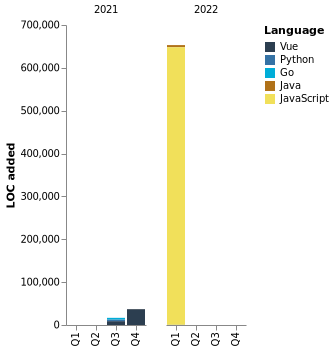 2021 2022
Language
Vue
Python
Go
Java
JavaScript
LOC added
700,000
600,000
500,000
400,000
300,000
200,000
100,000
0
Q1 Q2 Q3 Q4 Q1 Q2 Q3 Q4